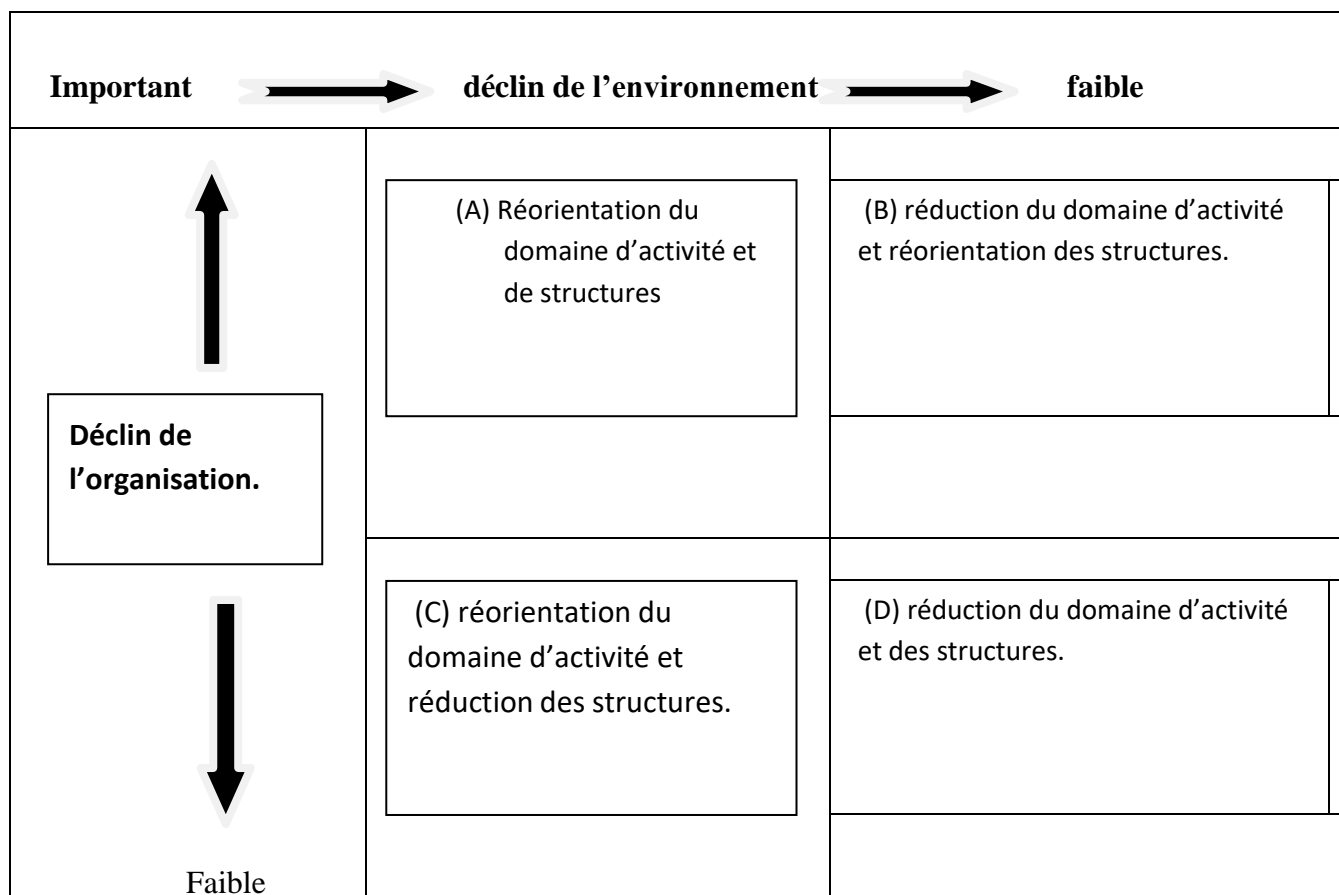 Important déclin de l’environnement faible
(A) Réorientation du
domaine d’activité et
de structures
(B) réduction du domaine d’activité
et réorientation des structures.
Déclin de
l’organisation.
(C) réorientation du
domaine d’activité et
réduction des structures.
(D) réduction du domaine d’activité
et des structures.
Faible